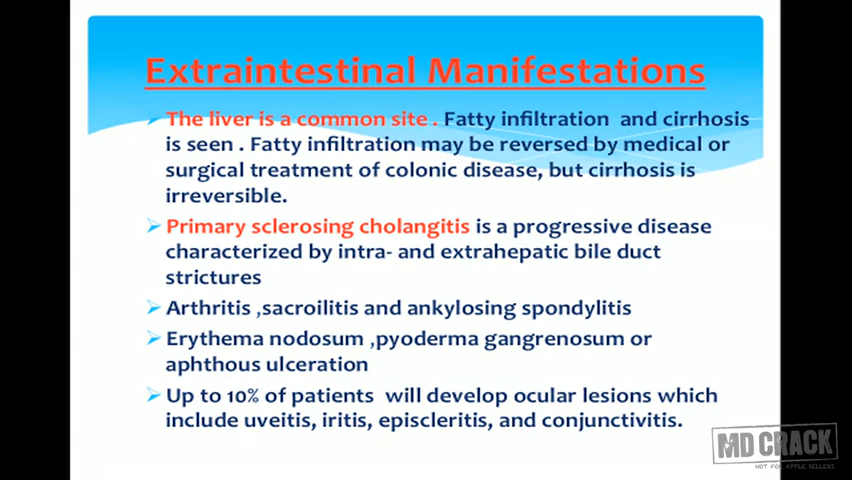 Extraintestinal Manifestations
The liver is a common site . Fatty infiltration and cirrhosis
is seen . Fatty infiltration may be reversed by medical or
surgical treatment of colonic disease, but cirrhosis is
irreversible.
Primary sclerosing cholangitis is a progressive disease
characterized by intra- and extrahepatic bile duct
strictures
Arthritis ,sacroilitis and ankylosing spondylitis
Erythema nodosum ,pyoderma gangrenosum or
aphthous ulceration
Up to 10% of patients will develop ocular lesions which
include uveitis, iritis, episcleritis, and conjunctivitis.
MD CRACK
NOT FOR APPLE SELLERS